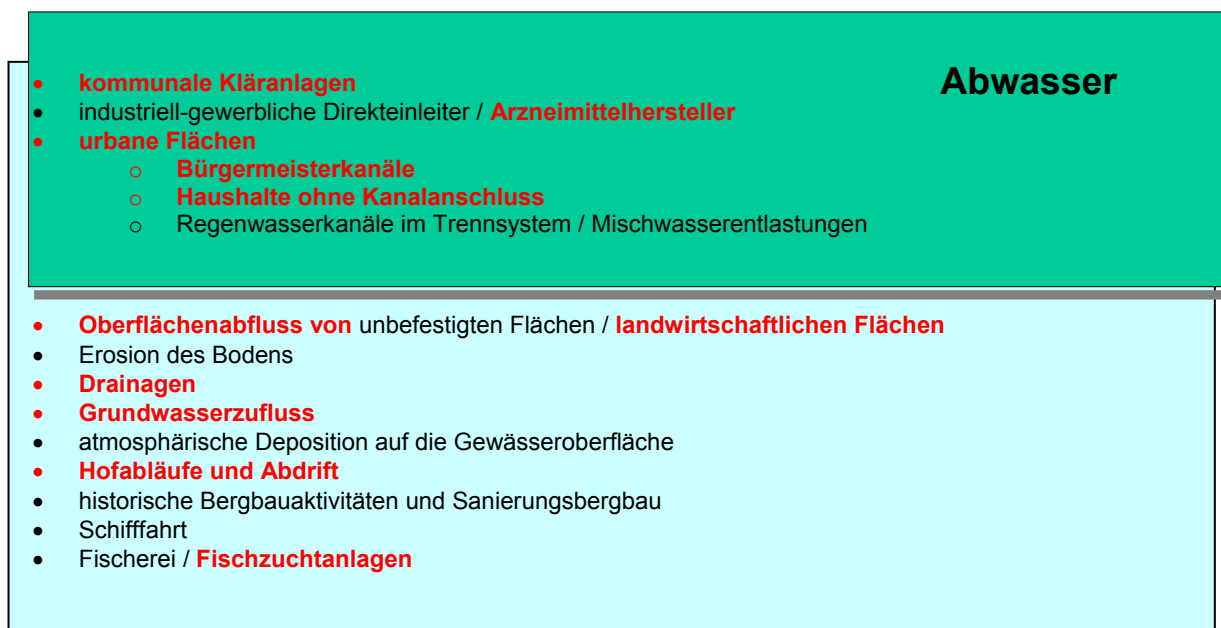 Abwasser
• kommunale Kläranlagen
• industriell-gewerbliche Direkteinleiter / Arzneimittelhersteller
• urbane Flächen
o Bürgermeisterkanäle
o Haushalte ohne Kanalanschluss
o Regenwasserkanäle im Trennsystem / Mischwasserentlastungen
• Oberflächenabfluss von unbefestigten Flächen / landwirtschaftlichen Flächen
• Erosion des Bodens
• Drainagen
• Grundwasserzufluss
• atmosphärische Deposition auf die Gewässeroberfläche
• Hofabläufe und Abdrift
• historische Bergbauaktivitäten und Sanierungsbergbau
• Schifffahrt
• Fischerei / Fischzuchtanlagen